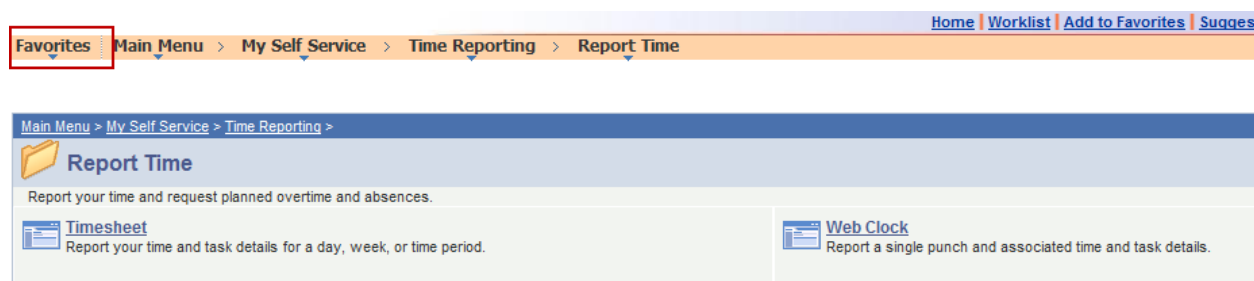 Home | Worklist | Add to Favorites |
Favorites Main Menu > My Self Service > Time Reporting > Report Time
Main Menu > My Self Service > Time Reporting >
Report Time
Report your time and request planned overtime and absences.
Timesheet
Report your time and task details for a day, week, or time period.
Web Clock
Report a single punch and associated time and task details.